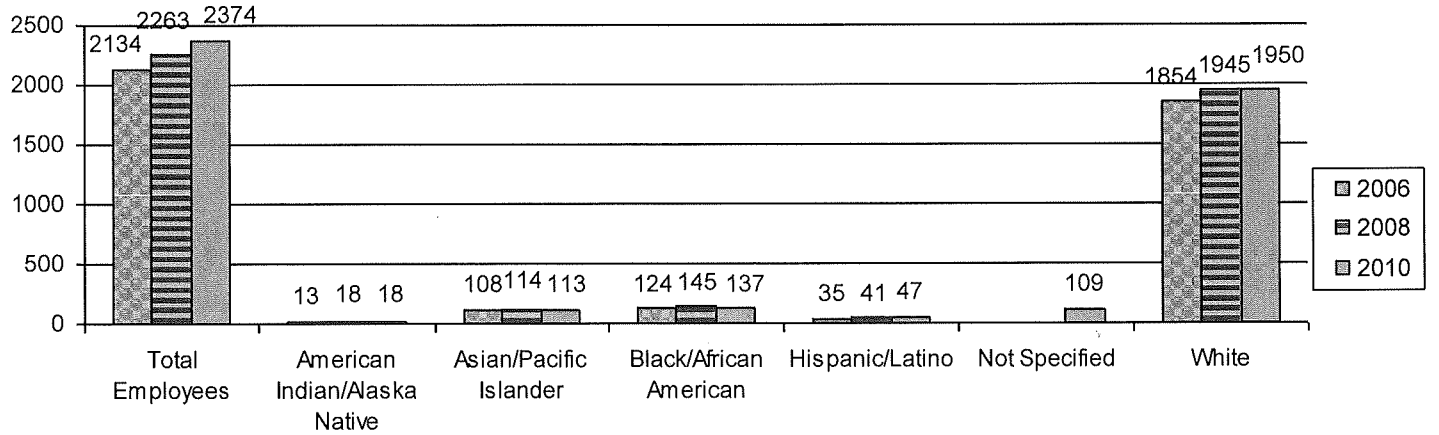 2500
2000
1500
1000
500
0
2134
2263
2374
13 18 18
108 114 113
124 145 137
35 41 47
109
1854 1945 1950
Total
Employees
American
Indian/Alaska
Native
Asian/Pacific
Islander
Black/African
American
Hispanic/Latino
Not Specified
White
2006
2008
2010